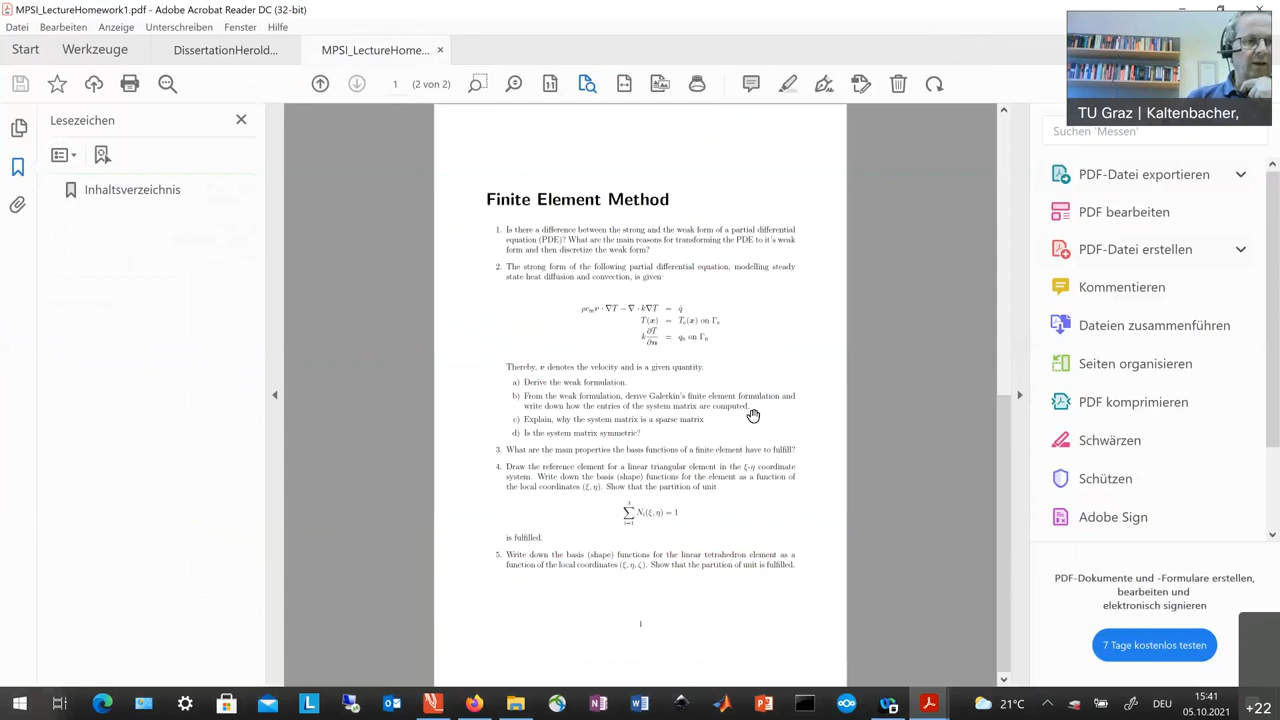 MPSI_LectureHomework1.pdf - Adobe Acrobat Reader DC (32-bit)
Datei Bearbeiten Anzeige Unterschreiben Fenster Hilfe
Start Werkzeuge DissertationHerold... MPSI_LectureHome... ×
1 (2 von 2)
TU Graz | Kaltenbacher,
Lesezeichen
Inhaltsverzeichnis
Finite Element Method
1. Is there a difference between the strong and the weak form of a partial differential
equation (PDE)? What are the main reasons for transforming the PDE to it's weak
form and then discretize the weak form?
2. The strong form of the following partial differential equation, modelling steady
state heat diffusion and convection, is given
ρc_m v · ∇T − ∇ · k∇T = q̇
T(x) = T_e(x) on Γ_e
k ∂T/∂n = q_n on Γ_n
Thereby, v denotes the velocity and is a given quantity.
a) Derive the weak formulation.
b) From the weak formulation, derive Galerkin's finite element formulation and
write down how the entries of the system matrix are computed
c) Explain, why the system matrix is a sparse matrix
d) Is the system matrix symmetric?
3. What are the main properties the basis functions of a finite element have to fulfill?
4. Draw the reference element for a linear triangular element in the ξ-η coordinate
system. Write down the basis (shape) functions for the element as a function of
the local coordinates (ξ, η). Show that the partition of unit
3
∑ N_i(ξ, η) = 1
i=1
is fulfilled.
5. Write down the basis (shape) functions for the linear tetrahedron element as a
function of the local coordinates (ξ, η, ζ). Show that the partition of unit is fulfilled.
1
Suchen 'Messen'
PDF-Datei exportieren
PDF bearbeiten
PDF-Datei erstellen
Kommentieren
Dateien zusammenführen
Seiten organisieren
PDF komprimieren
Schwärzen
Schützen
Adobe Sign
PDF-Dokumente und -Formulare erstellen,
bearbeiten und
elektronisch signieren
7 Tage kostenlos testen
21°C DEU 15:41
05.10.2021
+22